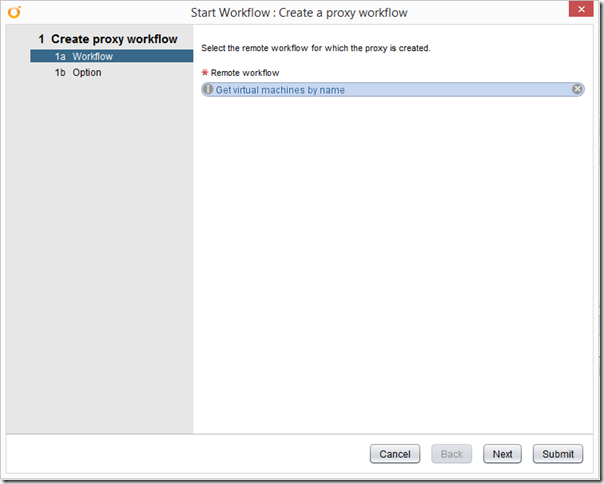 Start Workflow : Create a proxy workflow
1 Create proxy workflow
1a Workflow
1b Option
Select the remote workflow for which the proxy is created.
* Remote workflow
Get virtual machines by name
Cancel Back Next Submit